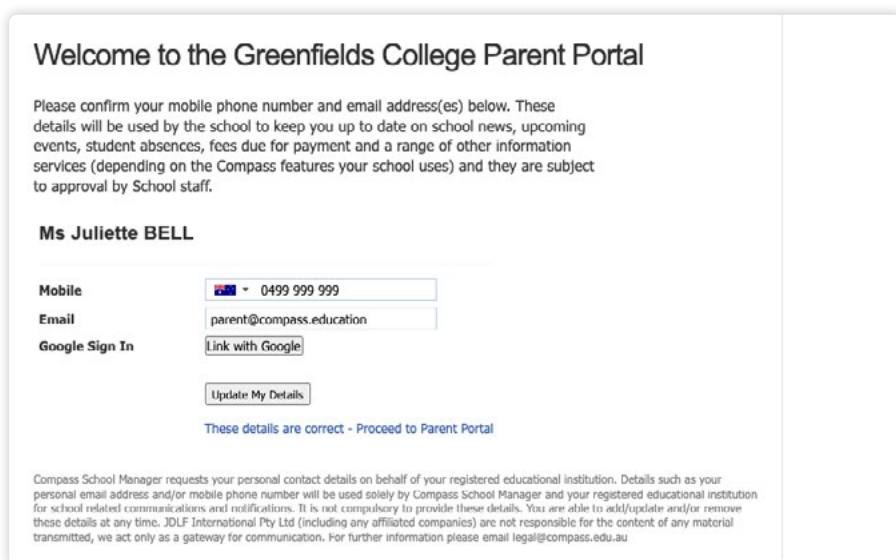 Welcome to the Greenfields College Parent Portal
Please confirm your mobile phone number and email address(es) below. These
details will be used by the school to keep you up to date on school news, upcoming
events, student absences, fees due for payment and a range of other information
services (depending on the Compass features your school uses) and they are subject
to approval by School staff.
Ms Juliette BELL
Mobile 0499 999 999
Email parent@compass.education
Google Sign In Link with Google
Update My Details
These details are correct - Proceed to Parent Portal
Compass School Manager requests your personal contact details on behalf of your registered educational institution. Details such as your
personal email address and/or mobile phone number will be used solely by Compass School Manager and your registered educational institution
for school related communications and notifications. It is not compulsory to provide these details. You are able to add/update and/or remove
these details at any time. JDLF International Pty Ltd (including any affiliated companies) are not responsible for the content of any material
transmitted, we act only as a gateway for communication. For further information please email legal@compass.edu.au